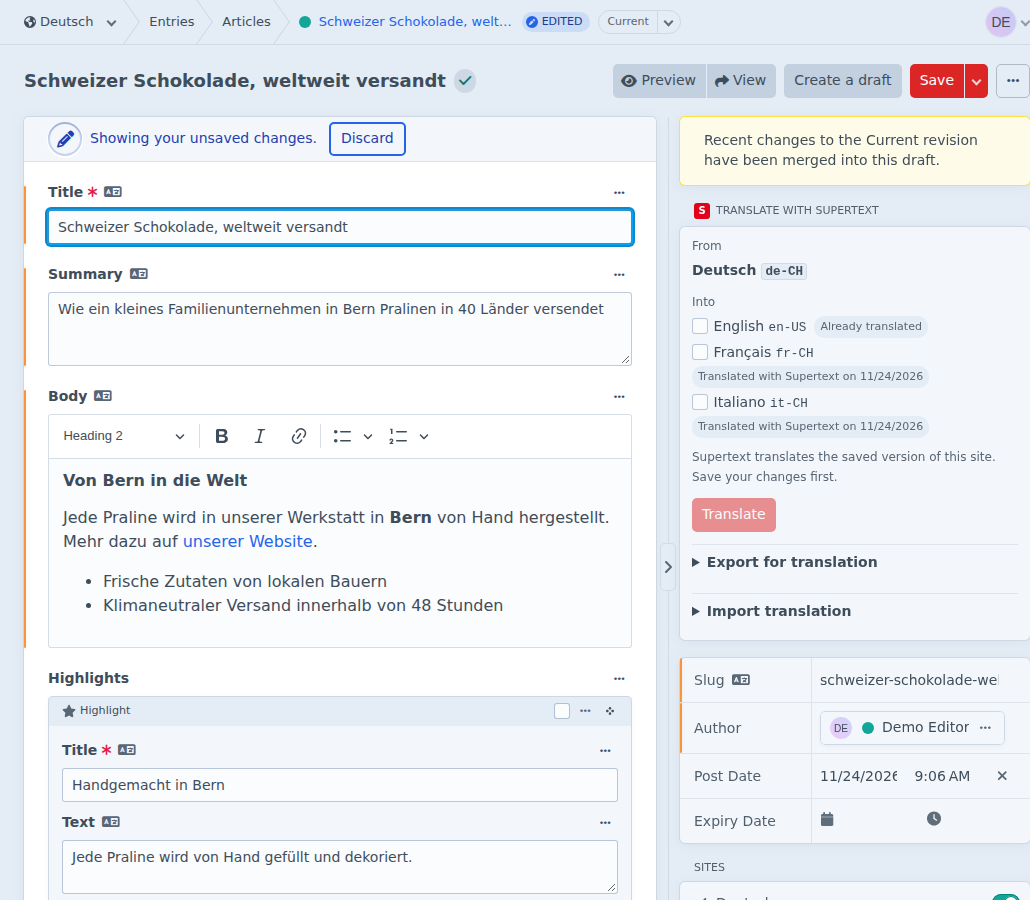 Deutsch
Entries
Articles
Schweizer Schokolade, welt...
EDITED
Current
DE
Schweizer Schokolade, weltweit versandt
Preview
View
Create a draft
Save
Showing your unsaved changes.
Discard
Title *
Schweizer Schokolade, weltweit versandt
Summary
Wie ein kleines Familienunternehmen in Bern Pralinen in 40 Länder versendet
Body
Heading 2
B I
Von Bern in die Welt
Jede Praline wird in unserer Werkstatt in Bern von Hand hergestellt.
Mehr dazu auf unserer Website.
• Frische Zutaten von lokalen Bauern
• Klimaneutraler Versand innerhalb von 48 Stunden
Highlights
Highlight
Title *
Handgemacht in Bern
Text
Jede Praline wird von Hand gefüllt und dekoriert.
Recent changes to the Current revision
have been merged into this draft.
S TRANSLATE WITH SUPERTEXT
From
Deutsch de-CH
Into
English en-US Already translated
Français fr-CH
Translated with Supertext on 11/24/2026
Italiano it-CH
Translated with Supertext on 11/24/2026
Supertext translates the saved version of this site.
Save your changes first.
Translate
Export for translation
Import translation
Slug schweizer-schokolade-we
Author DE Demo Editor
Post Date 11/24/2026 9:06 AM
Expiry Date
SITES